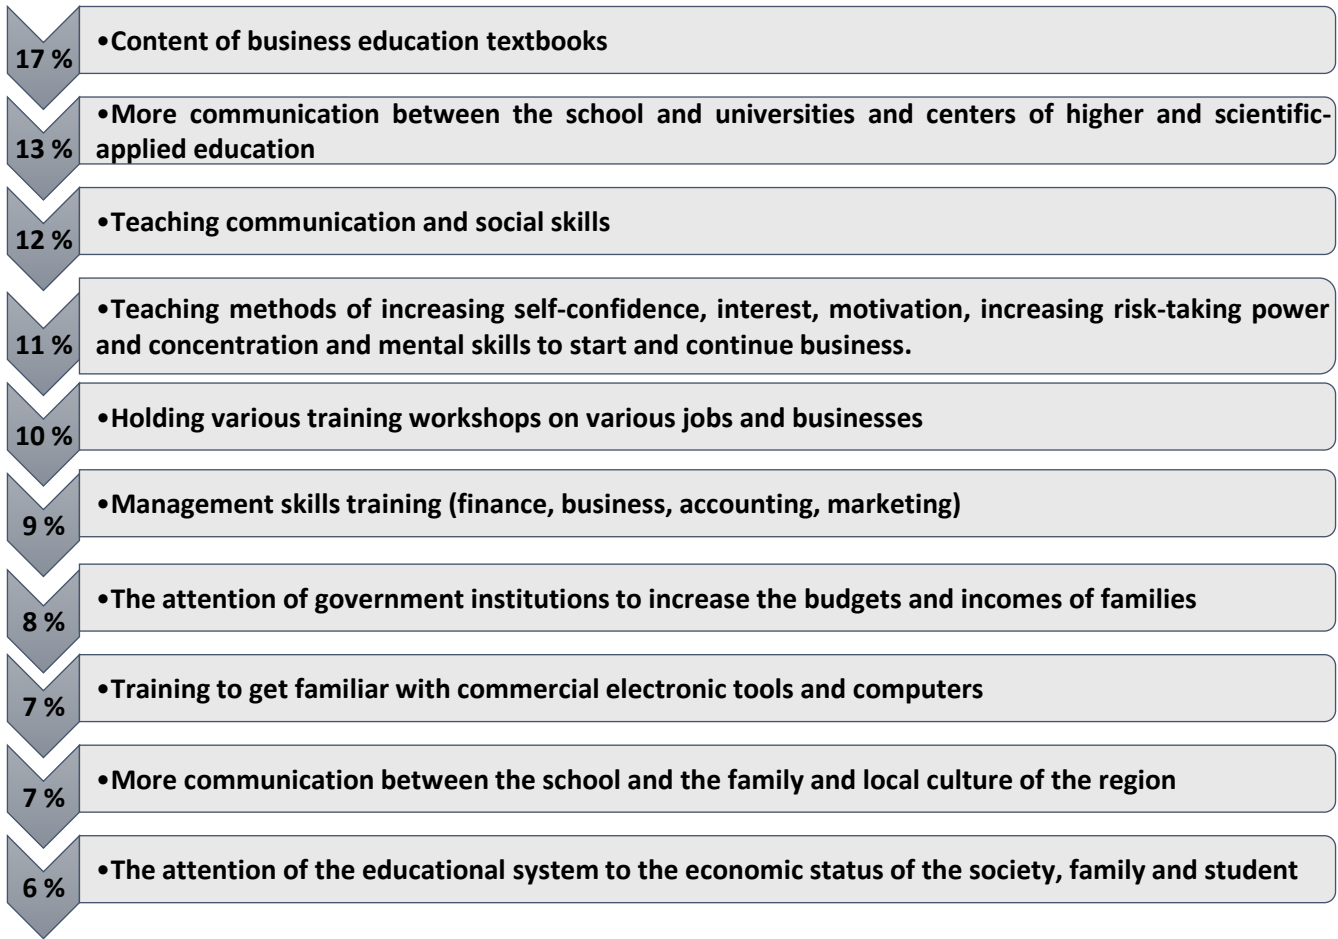 17 %
•Content of business education textbooks
13 %
•More communication between the school and universities and centers of higher and scientific-
applied education
12 %
•Teaching communication and social skills
11 %
•Teaching methods of increasing self-confidence, interest, motivation, increasing risk-taking power
and concentration and mental skills to start and continue business.
10 %
•Holding various training workshops on various jobs and businesses
9 %
•Management skills training (finance, business, accounting, marketing)
8 %
•The attention of government institutions to increase the budgets and incomes of families
7 %
•Training to get familiar with commercial electronic tools and computers
7 %
•More communication between the school and the family and local culture of the region
6 %
•The attention of the educational system to the economic status of the society, family and student